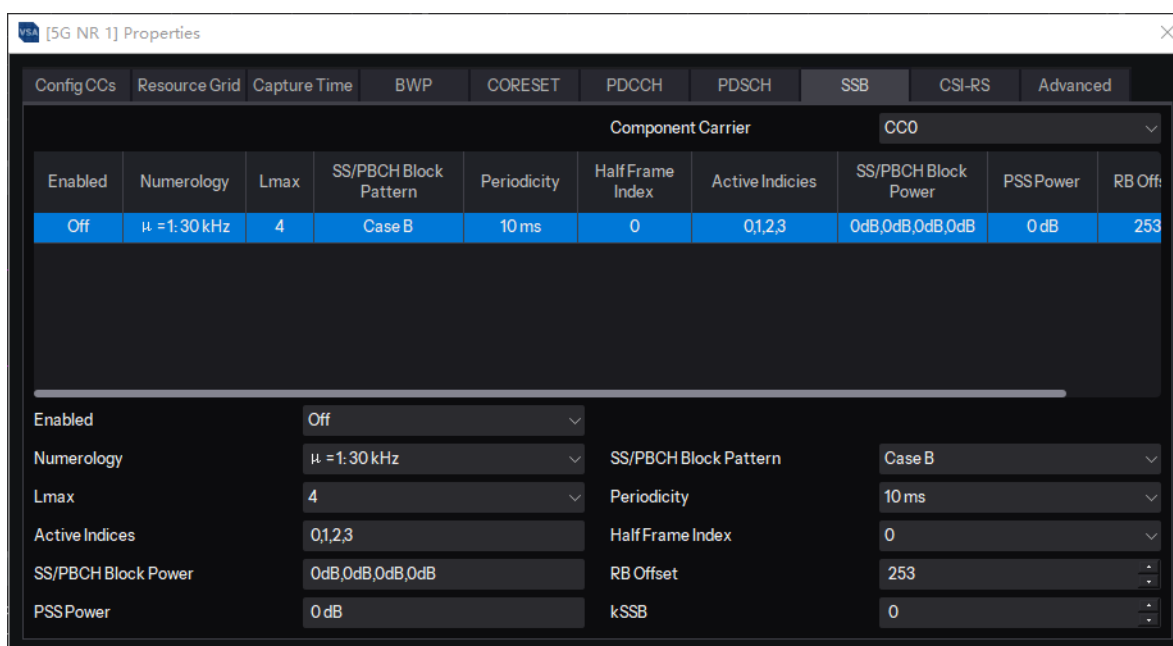 VSA [5G NR 1] Properties
Config CCs Resource Grid Capture Time BWP CORESET PDCCH PDSCH SSB CSI-RS Advanced
Component Carrier CC0
Enabled Numerology Lmax SS/PBCH Block Pattern Periodicity Half Frame Index Active Indicies SS/PBCH Block Power PSS Power RB Offs
Off μ =1: 30 kHz 4 Case B 10 ms 0 0,1,2,3 0dB,0dB,0dB,0dB 0 dB 253
Enabled Off
Numerology μ =1: 30 kHz SS/PBCH Block Pattern Case B
Lmax 4 Periodicity 10 ms
Active Indices 0,1,2,3 Half Frame Index 0
SS/PBCH Block Power 0dB,0dB,0dB,0dB RB Offset 253
PSS Power 0 dB kSSB 0